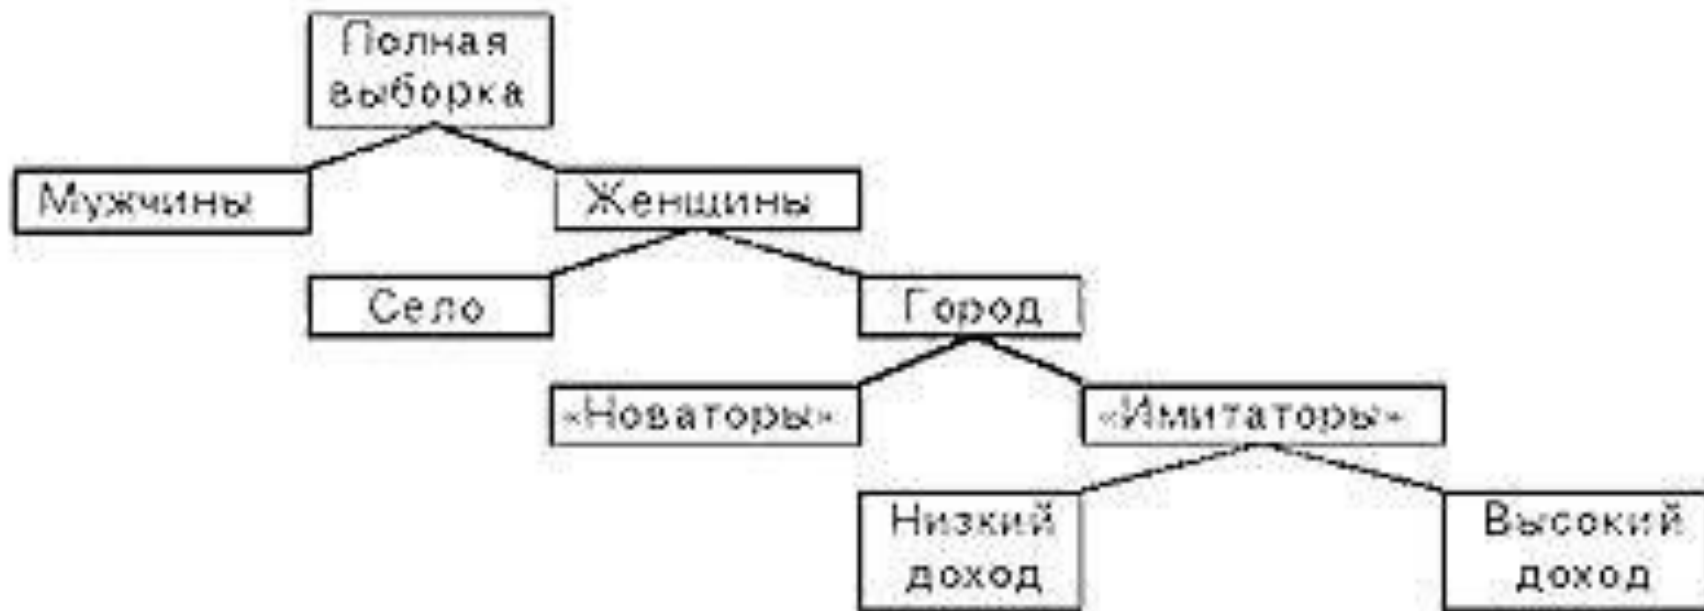 Полная
выборка
Мужчины
Женщины
Село
Город
«Новаторы»
«Имитаторы»
Низкий
доход
Высокий
доход